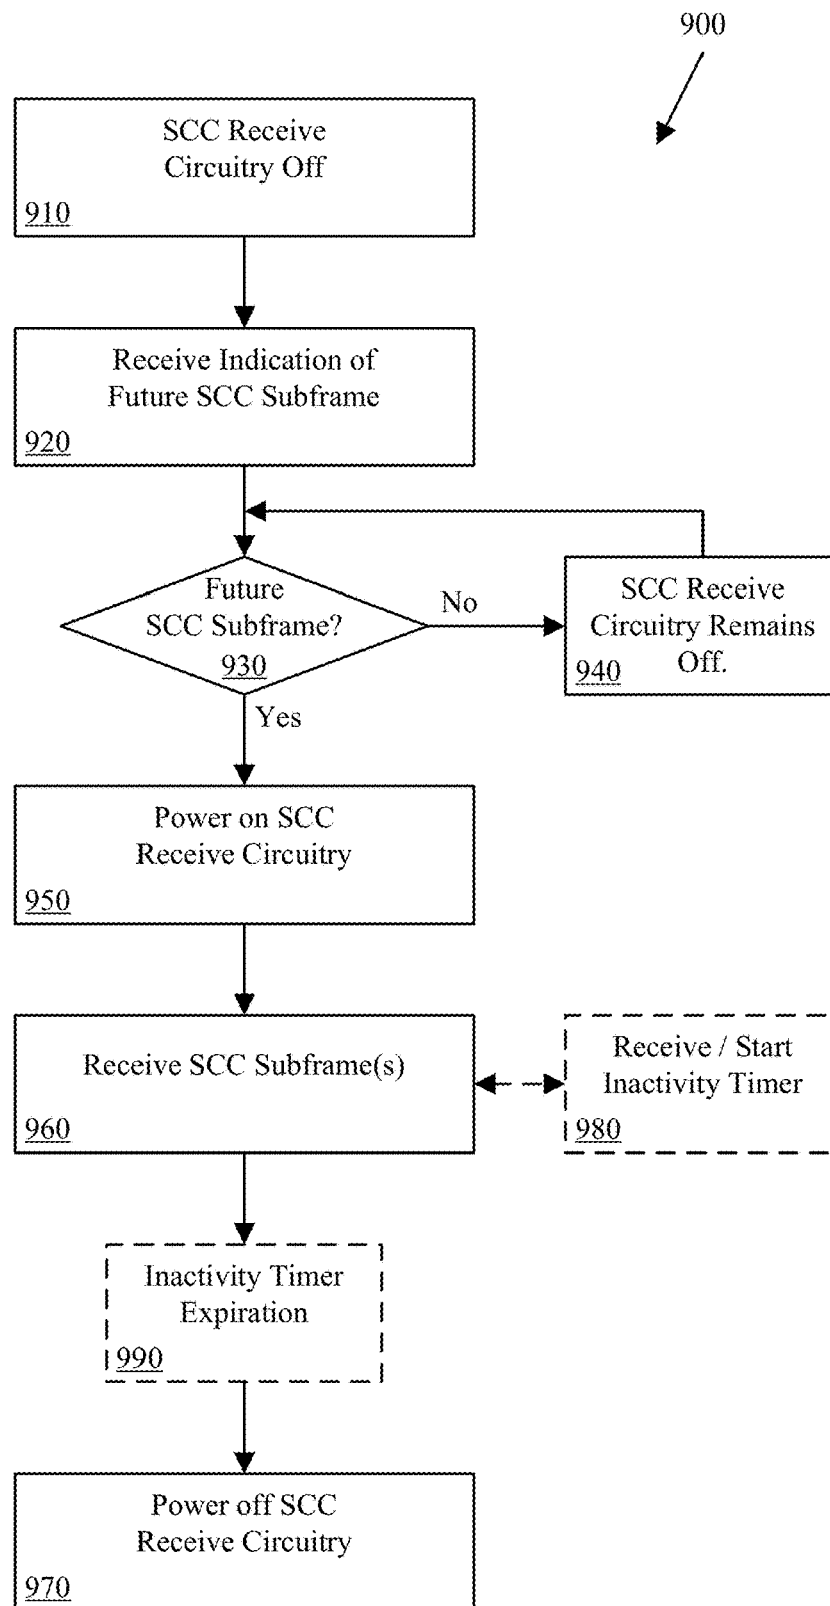 900
SCC Receive
Circuitry Off
910
Receive Indication of
Future SCC Subframe
920
Future
SCC Subframe?
930
No
SCC Receive
Circuitry Remains
Off.
940
Yes
Power on SCC
Receive Circuitry
950
Receive SCC Subframe(s)
960
Receive / Start
Inactivity Timer
980
Inactivity Timer
Expiration
990
Power off SCC
Receive Circuitry
970